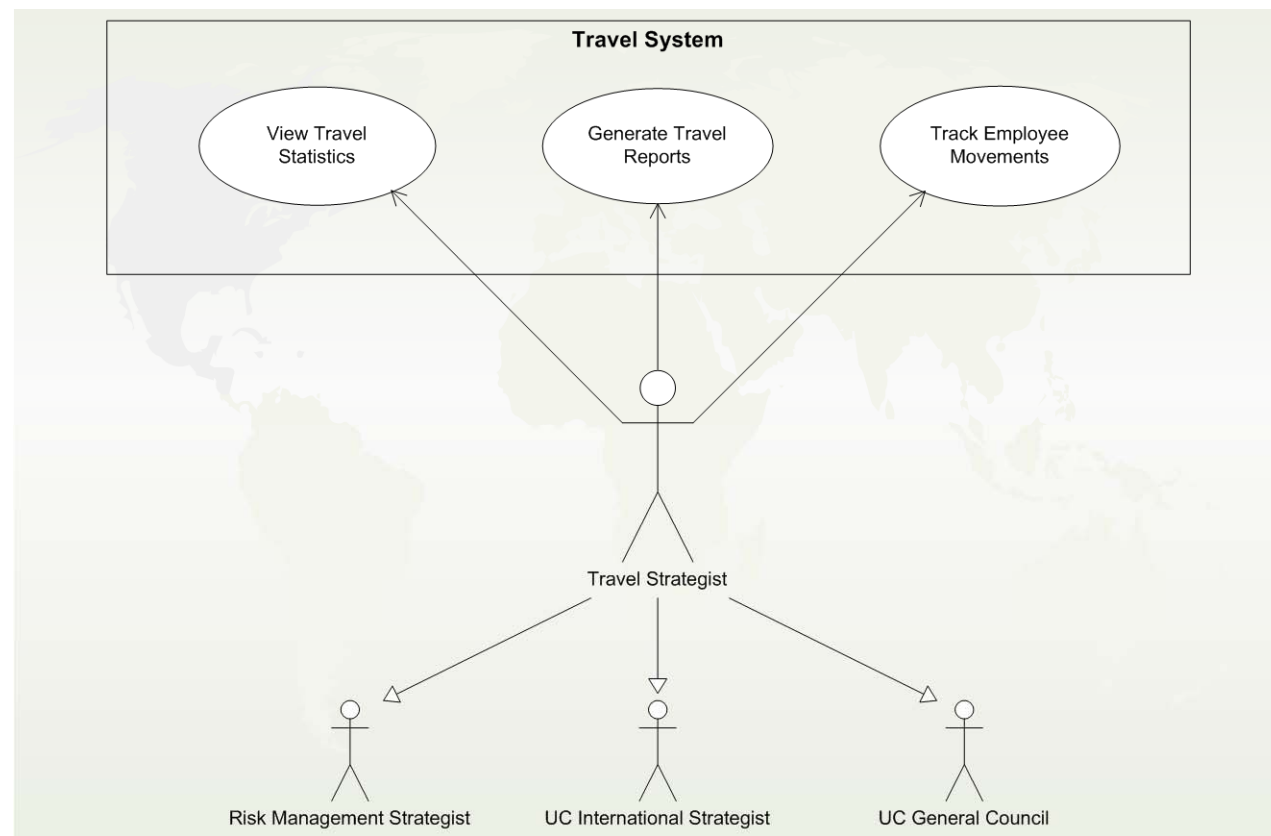 Travel System
View Travel
Statistics
Generate Travel
Reports
Track Employee
Movements
Travel Strategist
Risk Management Strategist
UC International Strategist
UC General Council